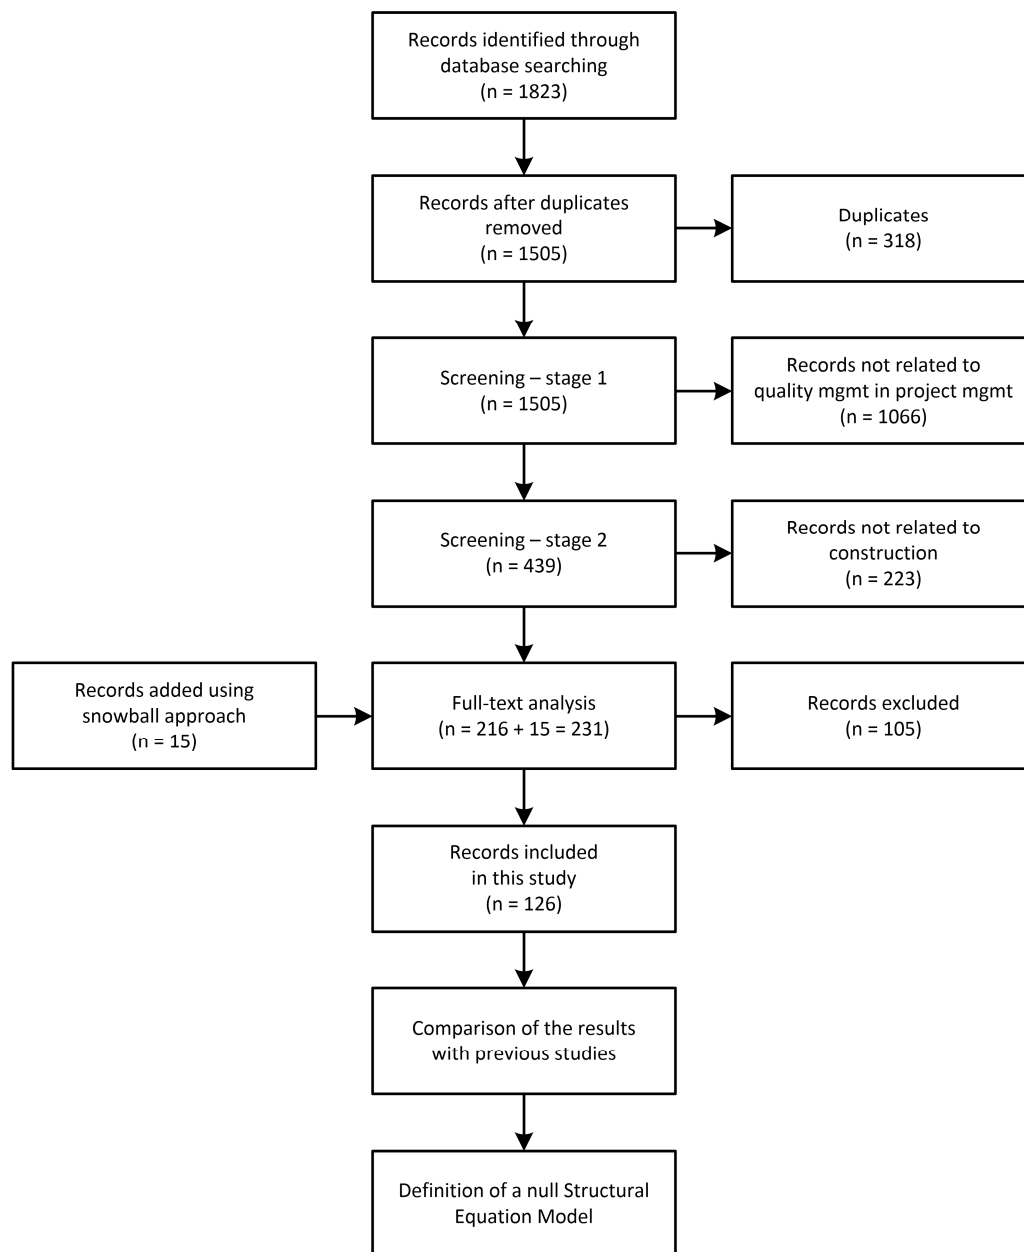 Records identified through
database searching
(n = 1823)
Records after duplicates
removed
(n = 1505)
Duplicates
(n = 318)
Screening – stage 1
(n = 1505)
Records not related to
quality mgmt in project mgmt
(n = 1066)
Screening – stage 2
(n = 439)
Records not related to
construction
(n = 223)
Records added using
snowball approach
(n = 15)
Full-text analysis
(n = 216 + 15 = 231)
Records excluded
(n = 105)
Records included
in this study
(n = 126)
Comparison of the results
with previous studies
Definition of a null Structural
Equation Model